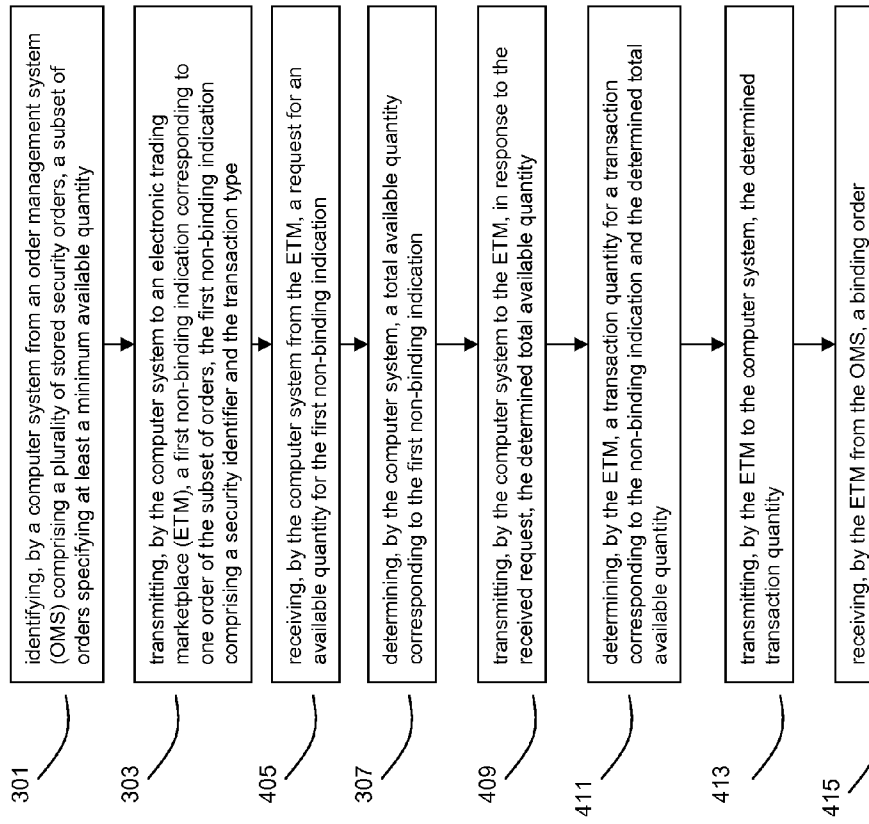 301
identifying, by a computer system from an order management system
(OMS) comprising a plurality of stored security orders, a subset of
orders specifying at least a minimum available quantity
303
transmitting, by the computer system to an electronic trading
marketplace (ETM), a first non-binding indication corresponding to
one order of the subset of orders, the first non-binding indication
comprising a security identifier and the transaction type
405
receiving, by the computer system from the ETM, a request for an
available quantity for the first non-binding indication
307
determining, by the computer system, a total available quantity
corresponding to the first non-binding indication
409
transmitting, by the computer system to the ETM, in response to the
received request, the determined total available quantity
411
determining, by the ETM, a transaction quantity for a transaction
corresponding to the non-binding indication and the determined total
available quantity
413
transmitting, by the ETM to the computer system, the determined
transaction quantity
415
receiving, by the ETM from the OMS, a binding order